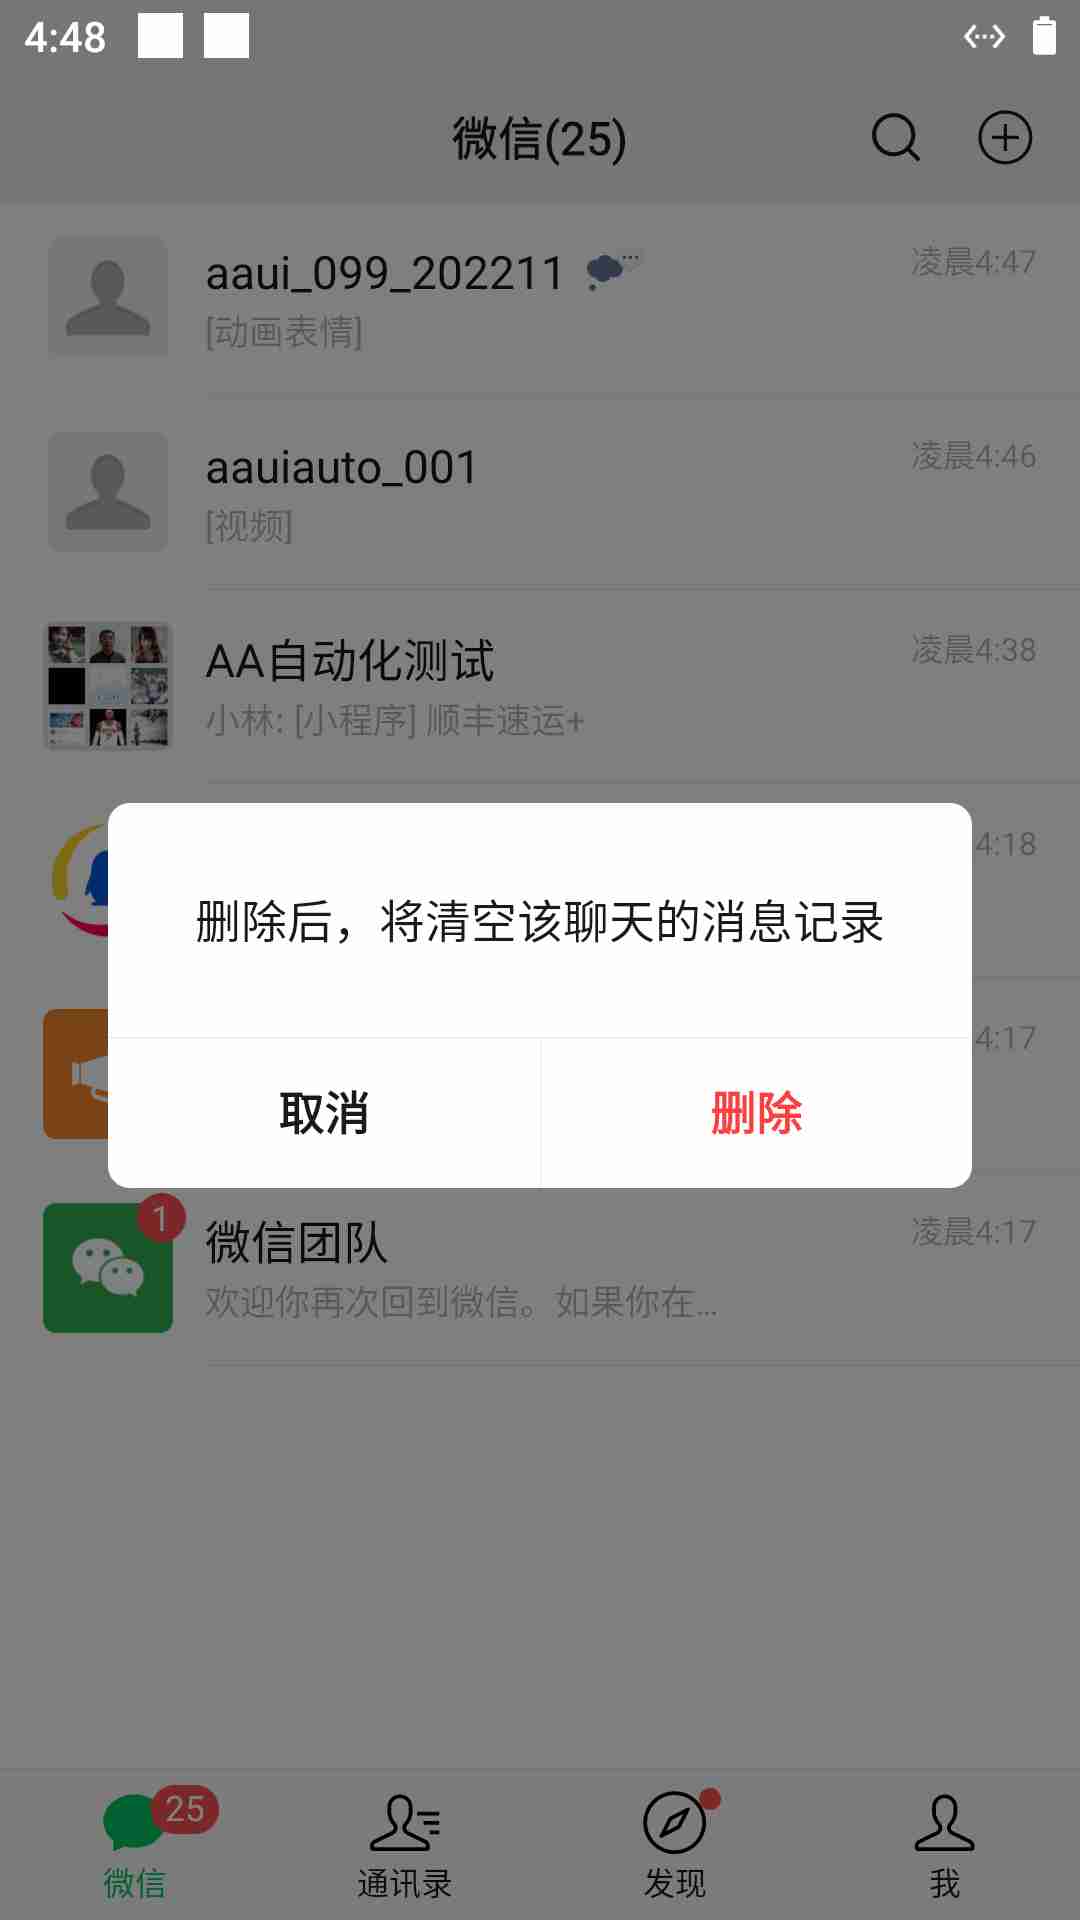 4:48
微信(25)
aaui_099_202211
凌晨4:47
[动画表情]
aauiauto_001
凌晨4:46
[视频]
AA自动化测试
凌晨4:38
小林: [小程序] 顺丰速运+
4:18
删除后，将清空该聊天的消息记录
4:17
取消
删除
1
微信团队
凌晨4:17
欢迎你再次回到微信。如果你在...
25
微信
通讯录
发现
我